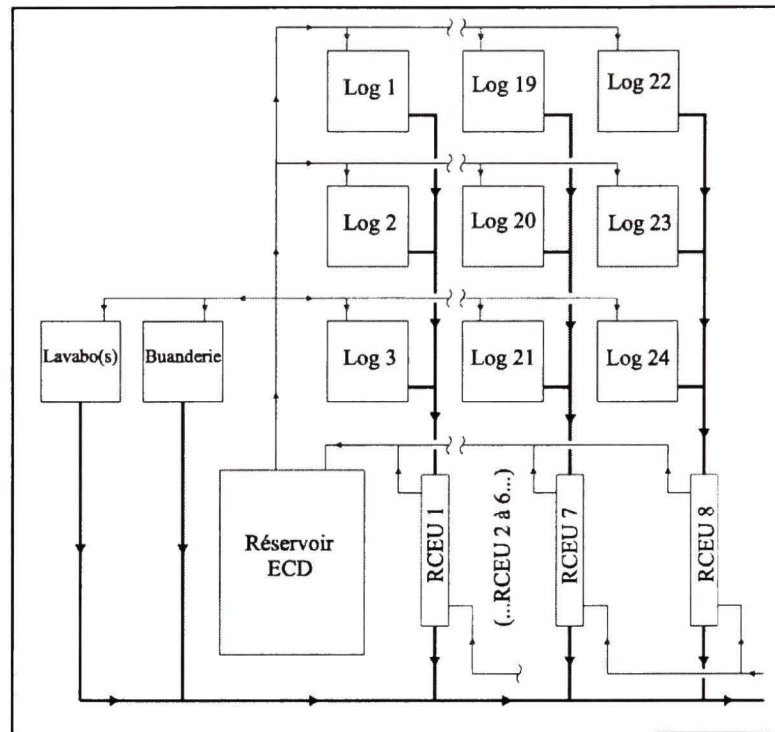 Log 1
Log 19
Log 22
Log 2
Log 20
Log 23
Lavabo(s)
Buanderie
Log 3
Log 21
Log 24
Réservoir
ECD
RCEU 1
(...RCEU 2 à 6...)
RCEU 7
RCEU 8